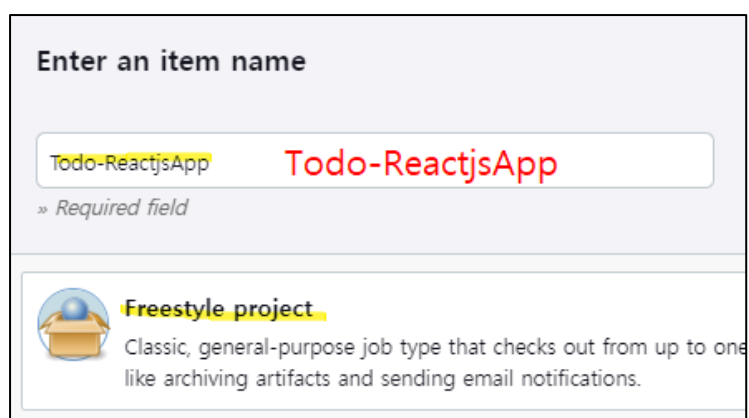 Enter an item name
Todo-ReactjsApp Todo-ReactjsApp
» Required field
Freestyle project
Classic, general-purpose job type that checks out from up to one
like archiving artifacts and sending email notifications.